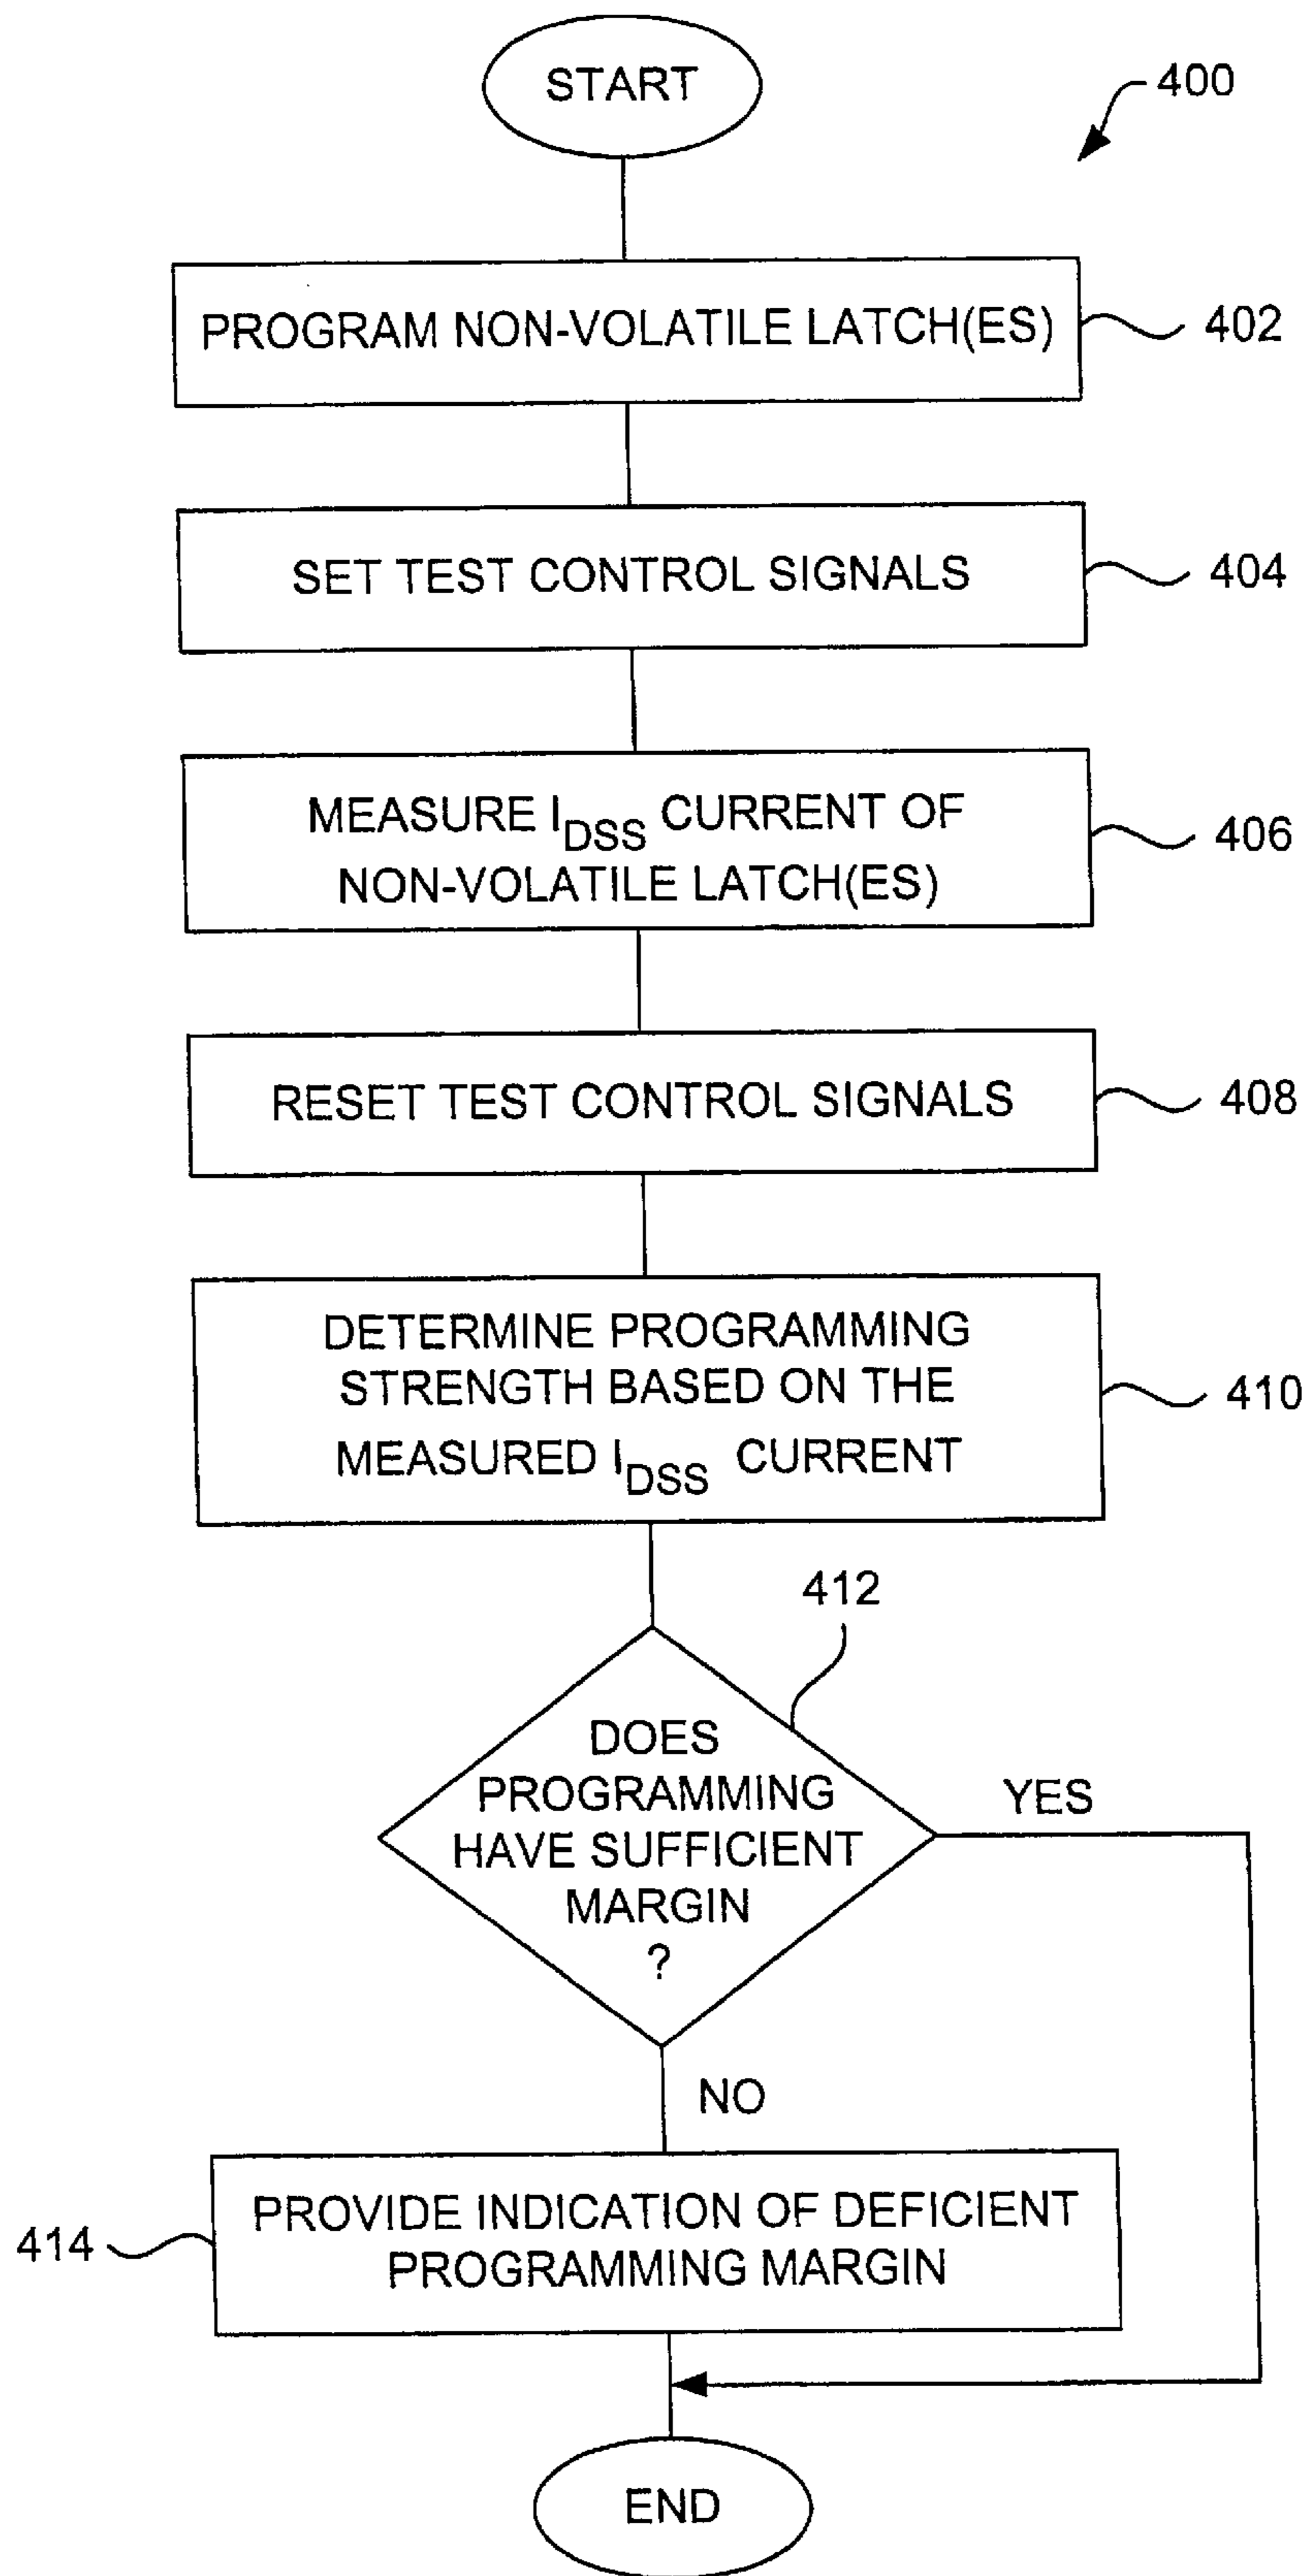 START
400
PROGRAM NON-VOLATILE LATCH(ES)
402
SET TEST CONTROL SIGNALS
404
MEASURE IDSS CURRENT OF
NON-VOLATILE LATCH(ES)
406
RESET TEST CONTROL SIGNALS
408
DETERMINE PROGRAMMING
STRENGTH BASED ON THE
MEASURED IDSS CURRENT
410
412
DOES
PROGRAMMING
HAVE SUFFICIENT
MARGIN
?
YES
NO
PROVIDE INDICATION OF DEFICIENT
PROGRAMMING MARGIN
414
END